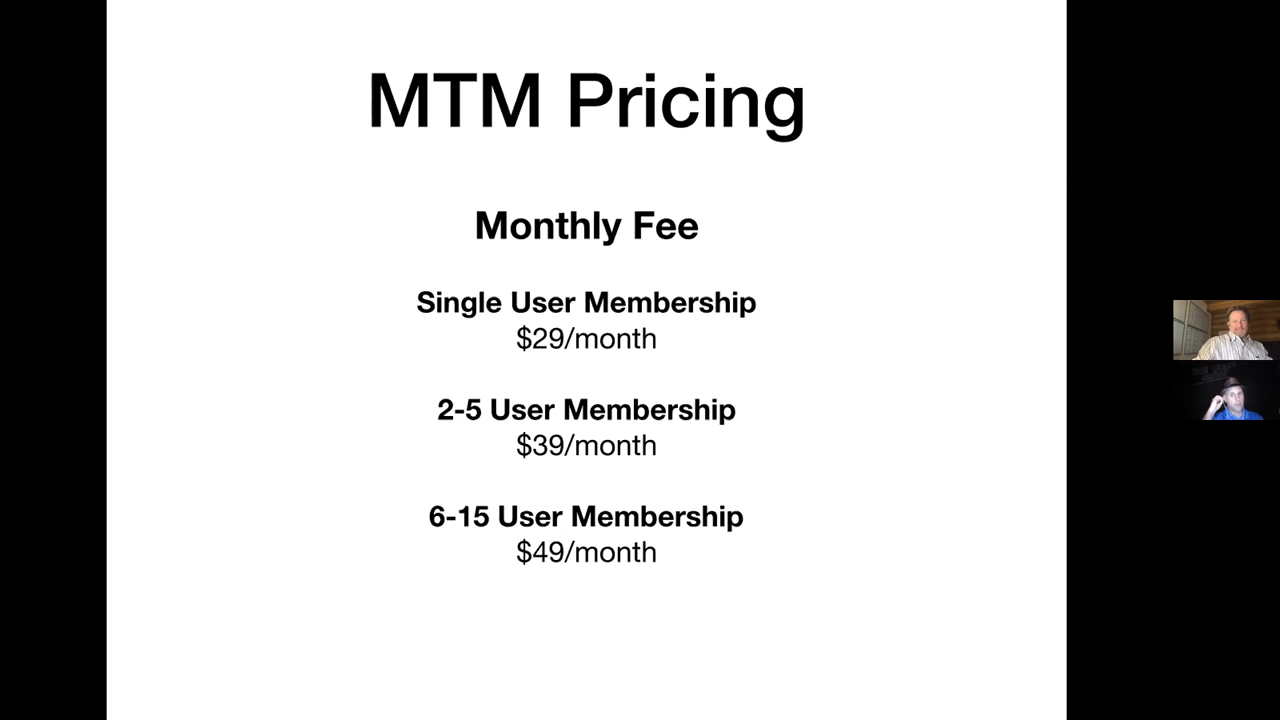 MTM Pricing
Monthly Fee
Single User Membership
$29/month
2-5 User Membership
$39/month
6-15 User Membership
$49/month